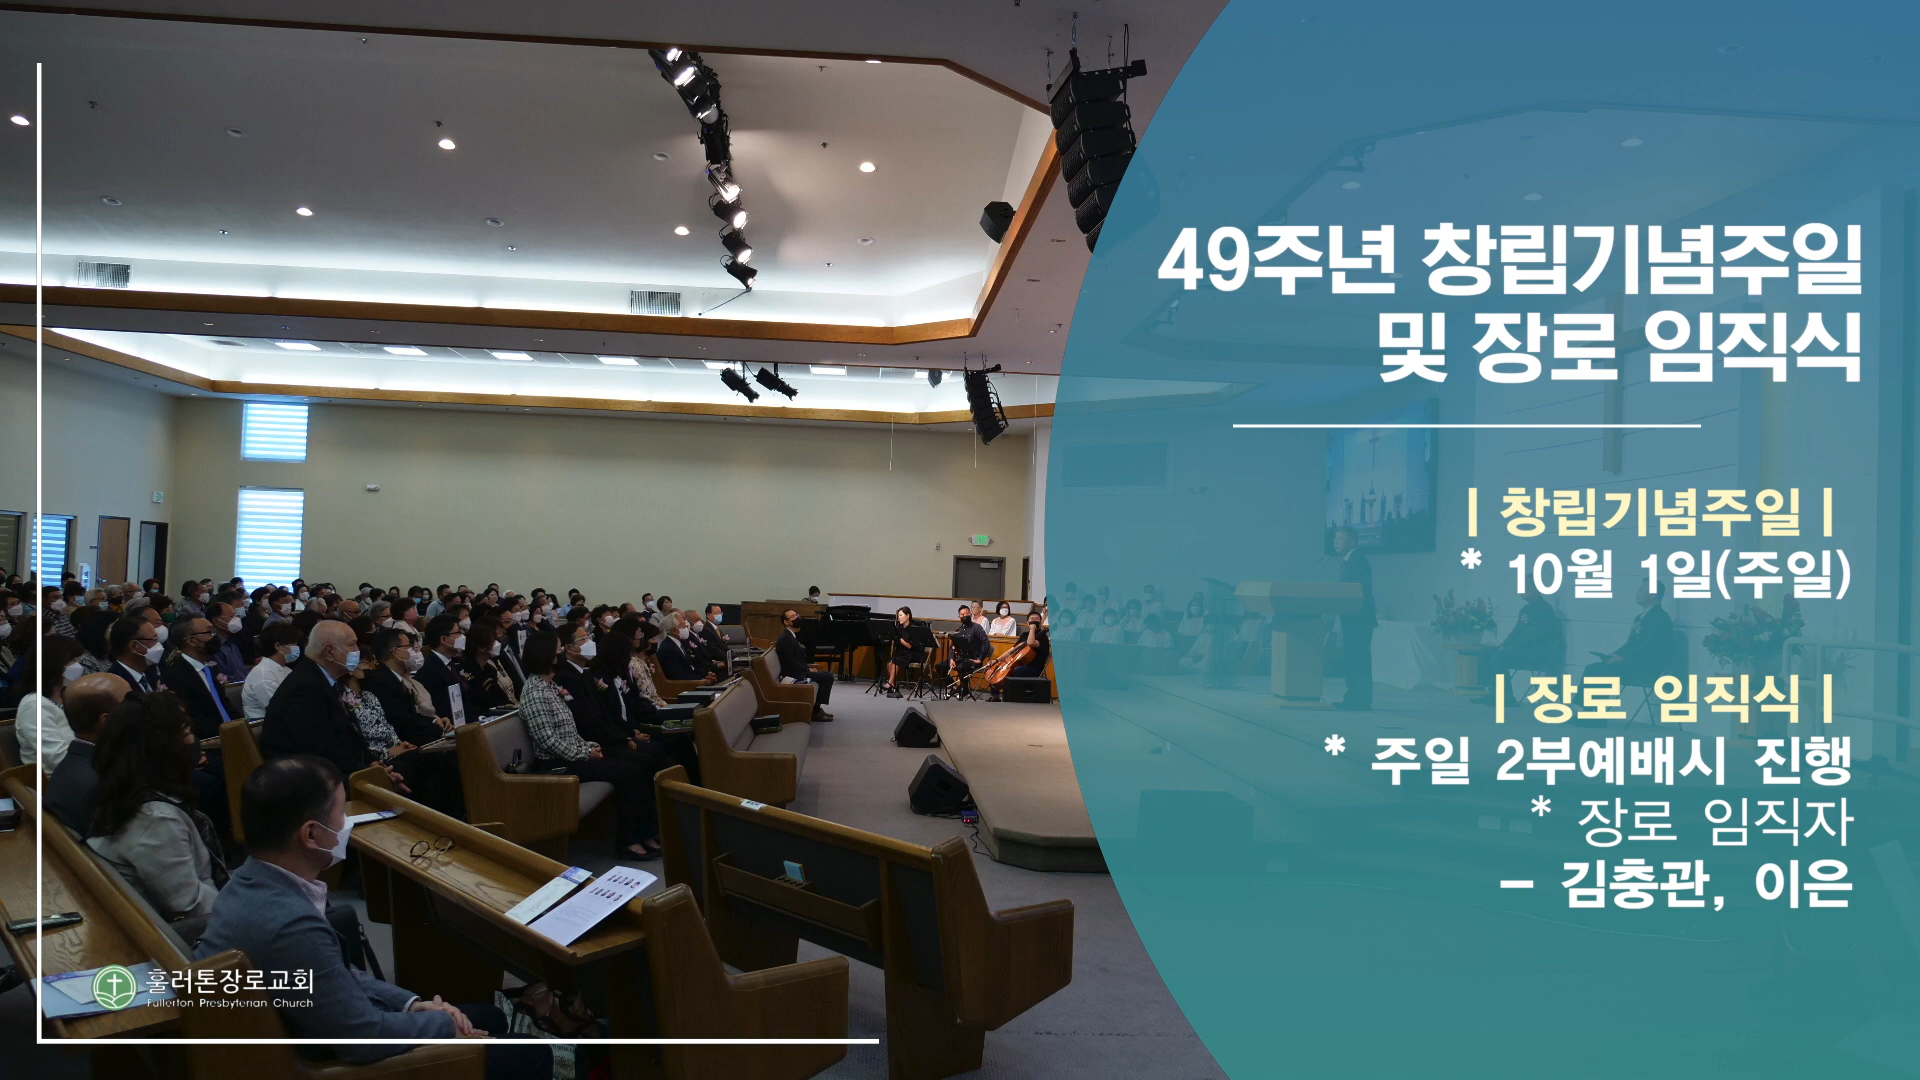 49주년 창립기념주일
및 장로 임직식
| 창립기념주일 |
* 10월 1일(주일)
| 장로 임직식 |
* 주일 2부예배시 진행
* 장로 임직자
- 김충관, 이은
훌러톤장로교회
Fullerton Presbyterian Church